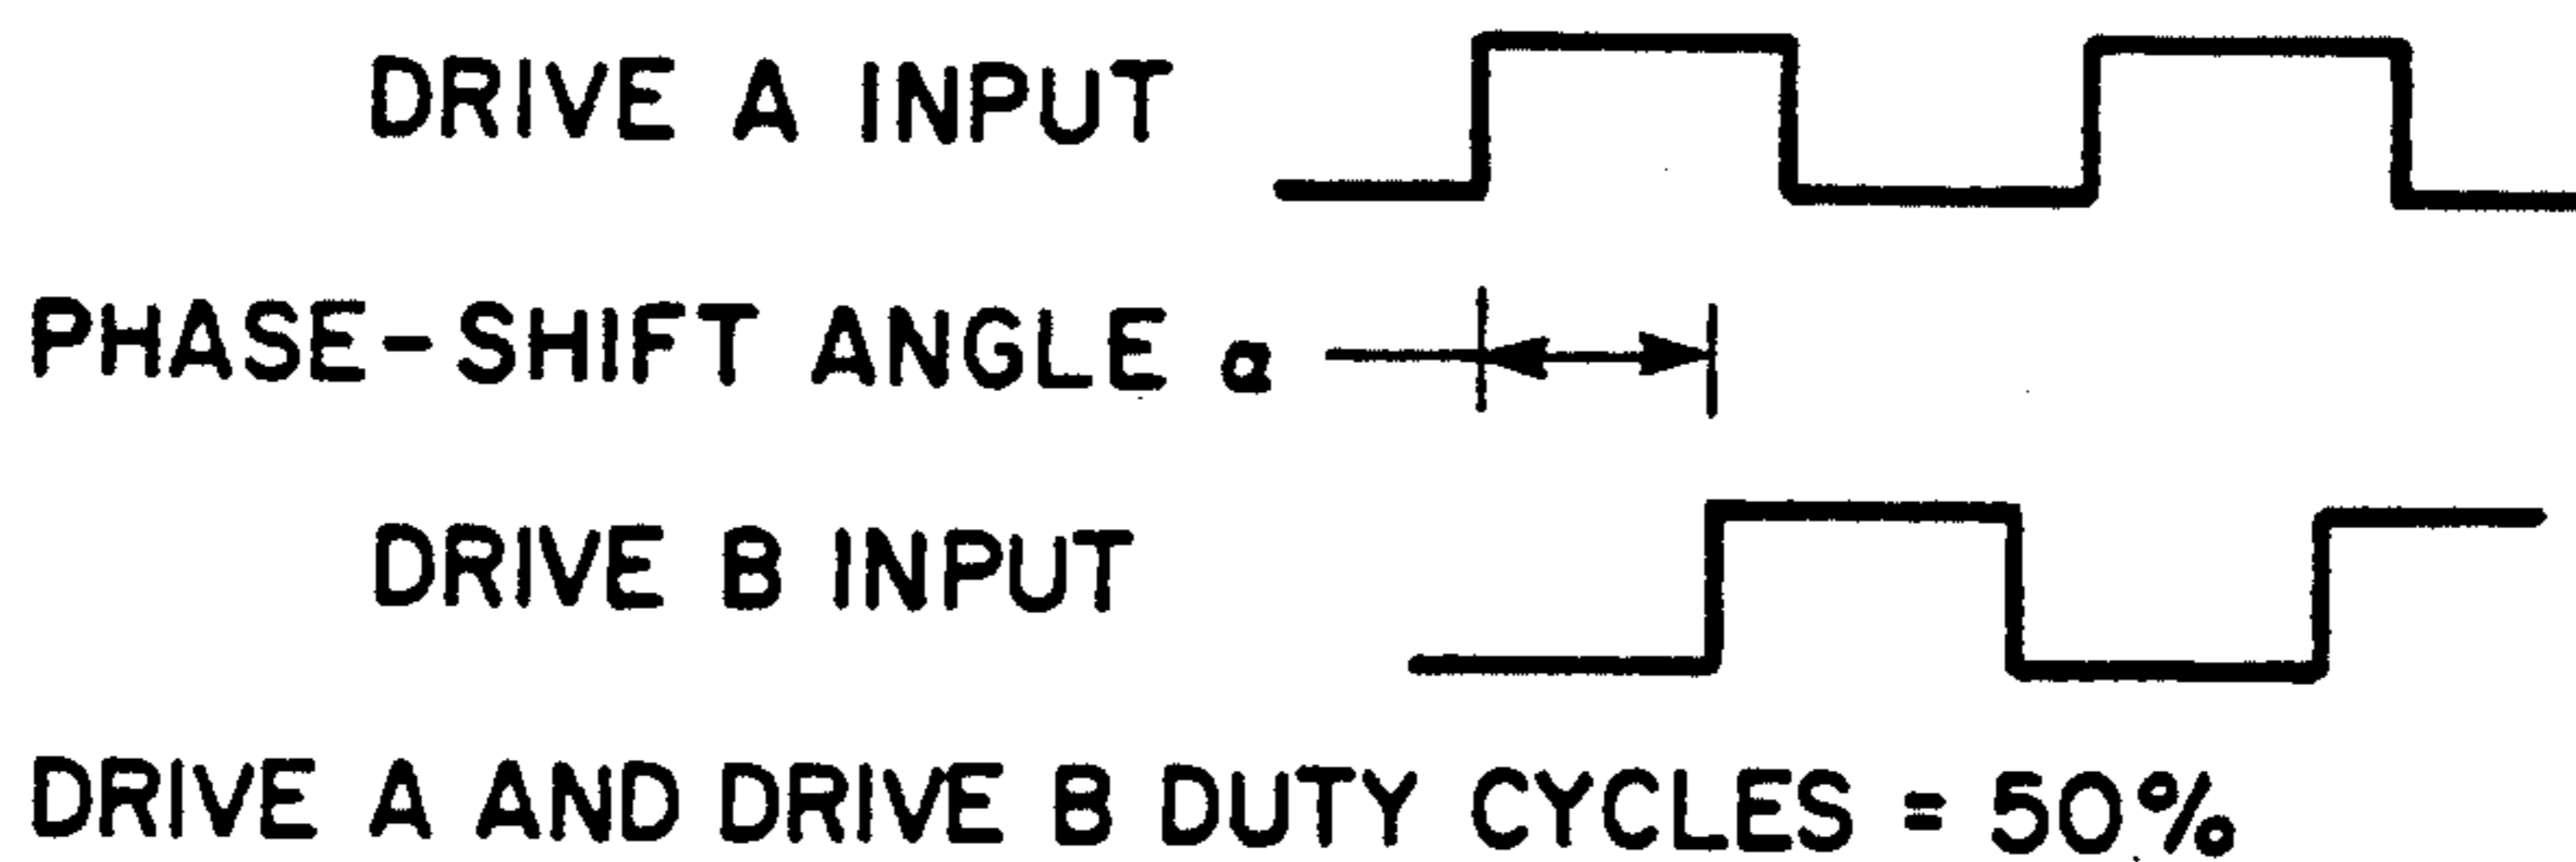 DRIVE A INPUT
PHASE-SHIFT ANGLE α
DRIVE B INPUT
DRIVE A AND DRIVE B DUTY CYCLES = 50%